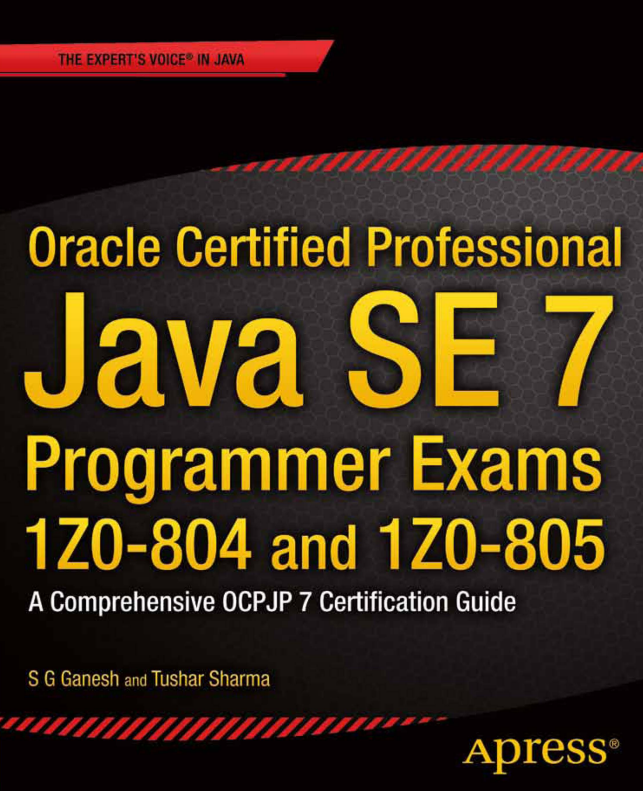 THE EXPERT'S VOICE® IN JAVA
Oracle Certified Professional
Java SE 7
Programmer Exams
1Z0-804 and 1Z0-805
A Comprehensive OCPJP 7 Certification Guide
S G Ganesh and Tushar Sharma
Apress®